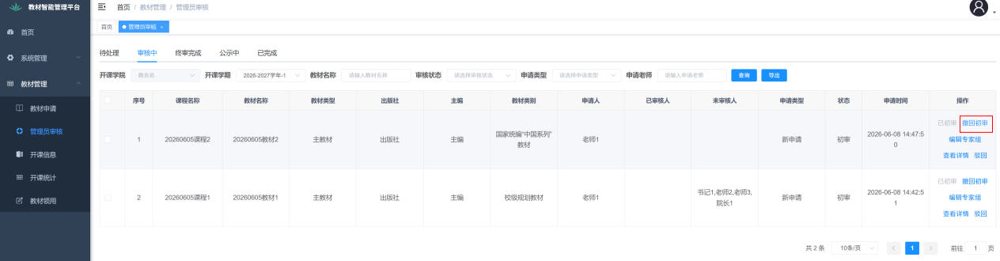 教材智能管理平台
首页 / 教材管理 / 管理员审核
首页
管理员审核 ×
首页
系统管理
教材管理
教材申请
管理员审核
开课信息
开课统计
教材领用
待处理 审核中 终审完成 公示中 已完成
开课学院 教务处 开课学期 2026-2027学年-1 教材名称 请输入教材名称 审核状态 请选择审核状态 申请类型 请选择申请类型 申请老师 请输入申请老师 查询 导出
序号 课程名称 教材名称 教材类型 出版社 主编 教材类别 申请人 已审核人 未审核人 申请类型 状态 申请时间 操作
1 20260605课程2 20260605教材2 主教材 出版社 主编 国家统编“中国系列”
教材 老师1 新申请 初审 2026-06-08 14:47:5
0 已初审 撤回初审
编辑专家组
查看详情 驳回
2 20260605课程1 20260605教材1 主教材 出版社 主编 校级规划教材 老师1 书记1,老师2,老师3,
院长1 新申请 初审 2026-06-08 14:42:5
1 已初审 撤回初审
编辑专家组
查看详情 驳回
共 2 条 10条/页 < 1 > 前往 1 页